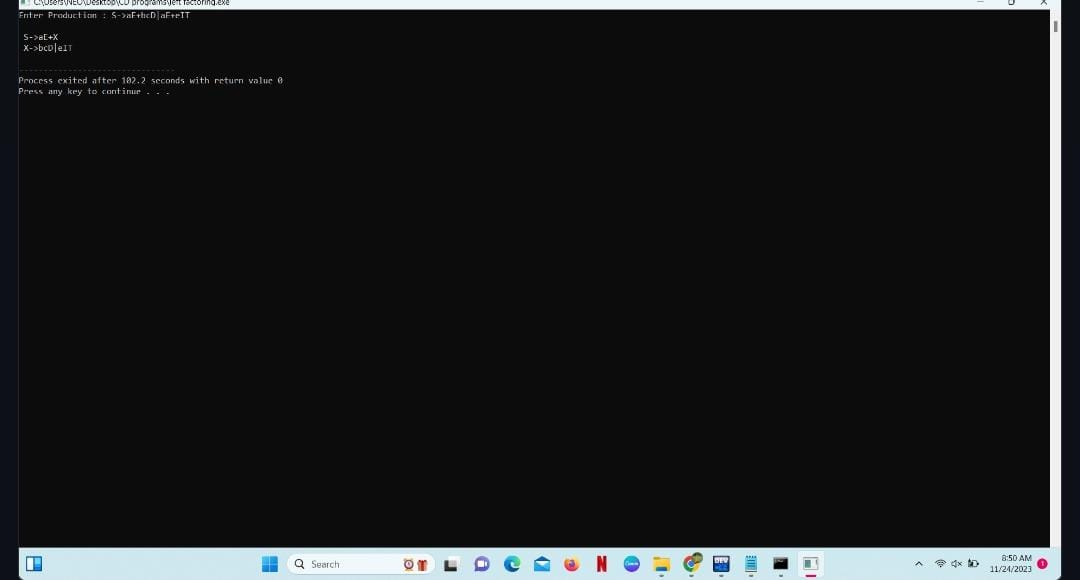 C:\Users\NEO\Desktop\CD programs\left factoring.exe
Enter Production : S->aE+bcD|aE+eIT
S->aE+X
X->bcD|eIT
--------------------------------
Process exited after 102.2 seconds with return value 0
Press any key to continue . . .
Search
DEV
8:50 AM
11/24/2023
1